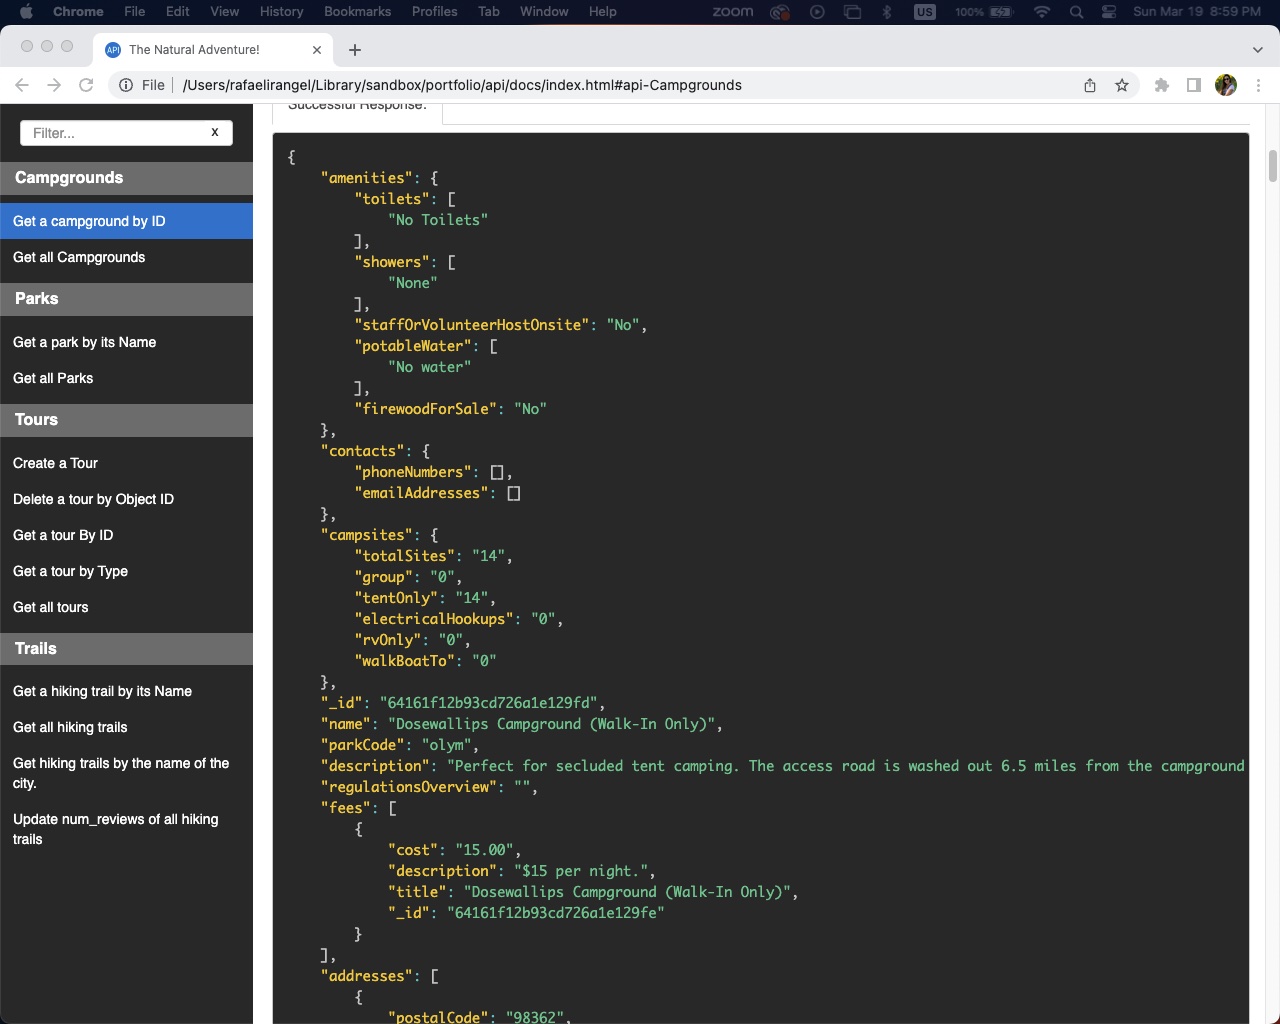 Chrome File Edit View History Bookmarks Profiles Tab Window Help zoom US 100% Sun Mar 19 8:59 PM
API The Natural Adventure!
File /Users/rafaelirangel/Library/sandbox/portfolio/api/docs/index.html#api-Campgrounds
Filter... x
Campgrounds
Get a campground by ID
Get all Campgrounds
Parks
Get a park by its Name
Get all Parks
Tours
Create a Tour
Delete a tour by Object ID
Get a tour By ID
Get a tour by Type
Get all tours
Trails
Get a hiking trail by its Name
Get all hiking trails
Get hiking trails by the name of the
city.
Update num_reviews of all hiking
trails
Successful Response:
{
"amenities": {
"toilets": [
"No Toilets"
],
"showers": [
"None"
],
"staffOrVolunteerHostOnsite": "No",
"potableWater": [
"No water"
],
"firewoodForSale": "No"
},
"contacts": {
"phoneNumbers": [],
"emailAddresses": []
},
"campsites": {
"totalSites": "14",
"group": "0",
"tentOnly": "14",
"electricalHookups": "0",
"rvOnly": "0",
"walkBoatTo": "0"
},
"_id": "64161f12b93cd726a1e129fd",
"name": "Dosewallips Campground (Walk-In Only)",
"parkCode": "olym",
"description": "Perfect for secluded tent camping. The access road is washed out 6.5 miles from the campground
"regulationsOverview": "",
"fees": [
{
"cost": "15.00",
"description": "$15 per night.",
"title": "Dosewallips Campground (Walk-In Only)",
"_id": "64161f12b93cd726a1e129fe"
}
],
"addresses": [
{
"postalCode": "98362",